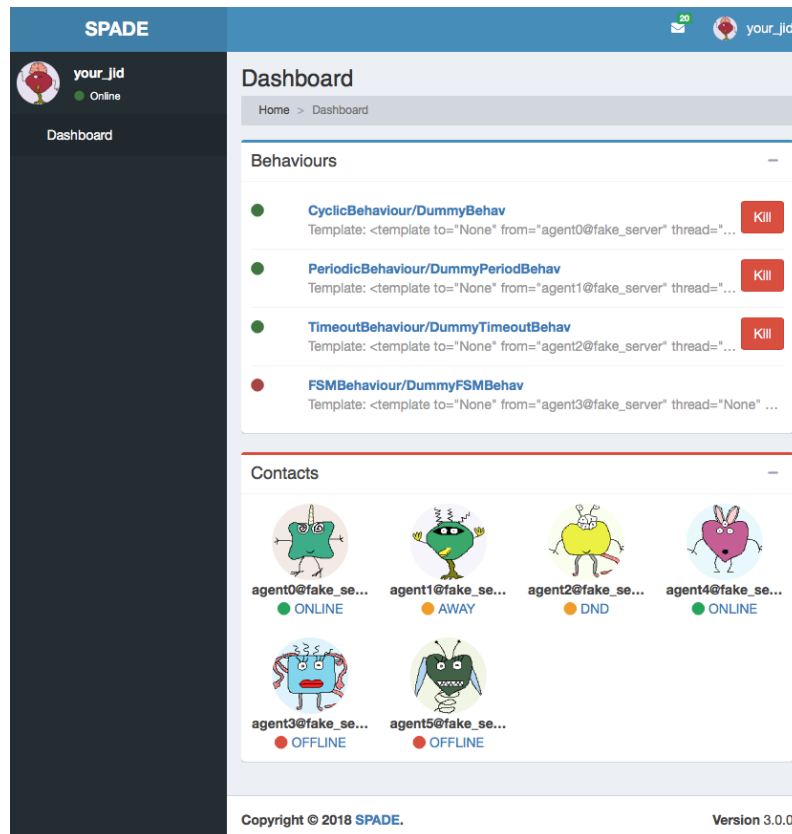 SPADE
20
your_jid
your_jid
Online
Dashboard
Dashboard
Home > Dashboard
Behaviours
CyclicBehaviour/DummyBehav
Template: <template to="None" from="agent0@fake_server" thread="...
Kill
PeriodicBehaviour/DummyPeriodBehav
Template: <template to="None" from="agent1@fake_server" thread="...
Kill
TimeoutBehaviour/DummyTimeoutBehav
Template: <template to="None" from="agent2@fake_server" thread="...
Kill
FSMBehaviour/DummyFSMBehav
Template: <template to="None" from="agent3@fake_server" thread="None" ...
Contacts
agent0@fake_se... agent1@fake_se... agent2@fake_se... agent4@fake_se...
ONLINE AWAY DND ONLINE
agent3@fake_se... agent5@fake_se...
OFFLINE OFFLINE
Copyright © 2018 SPADE. Version 3.0.0